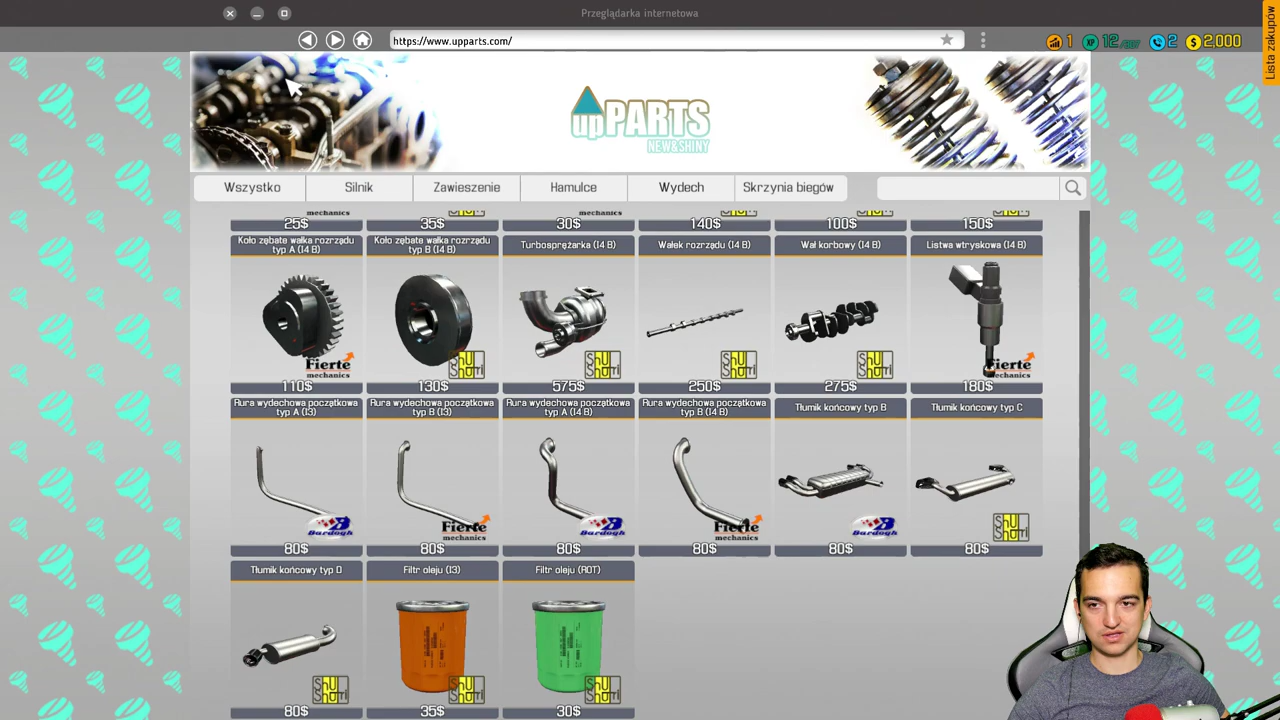 Przeglądarka internetowa
https://www.upparts.com/
1 12 2 2,000
Lista zakupów
upPARTS
NEW&SHINY
Wszystko Silnik Zawieszenie Hamulce Wydech Skrzynia biegów
mechanics mechanics
25$ 35$ 30$ 140$ 100$ 150$
Koło zębate wałka rozrządu typ A (I4 B)
Koło zębate wałka rozrządu typ B (I4 B)
Turbosprężarka (I4 B)
Wałek rozrządu (I4 B)
Wał korbowy (I4 B)
Listwa wtryskowa (I4 B)
Fierte mechanics
Fierte mechanics
110$ 130$ 575$ 250$ 275$ 180$
Rura wydechowa początkowa typ A (I3)
Rura wydechowa początkowa typ B (I3)
Rura wydechowa początkowa typ A (I4 B)
Rura wydechowa początkowa typ B (I4 B)
Tłumik końcowy typ B
Tłumik końcowy typ C
Fierte mechanics
Fierte mechanics
80$ 80$ 80$ 80$ 80$ 80$
Tłumik końcowy typ D
Filtr oleju (I3)
Filtr oleju (ROT)
80$ 35$ 30$